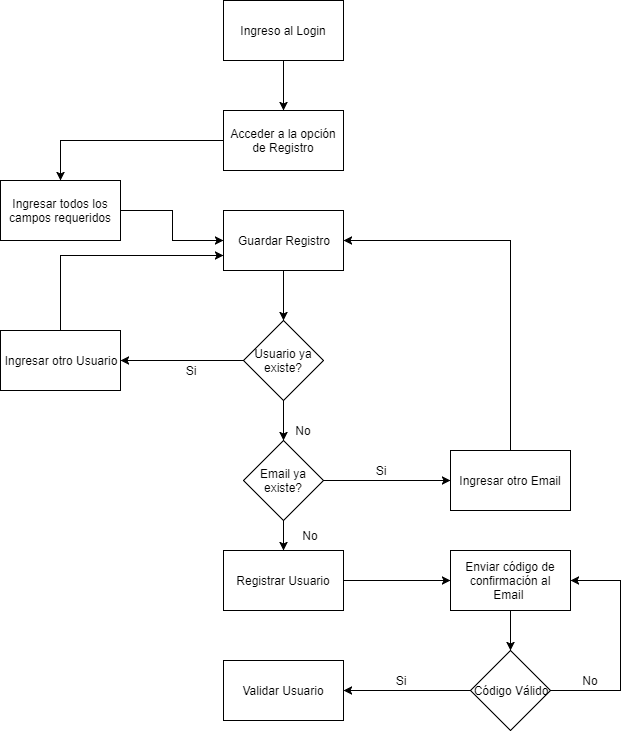 Ingreso al Login
Acceder a la opción
de Registro
Ingresar todos los
campos requeridos
Guardar Registro
Usuario ya
existe?
Ingresar otro Usuario
Si
No
Email ya
existe?
Si
Ingresar otro Email
No
Registrar Usuario
Enviar código de
confirmación al
Email
Código Válido
Si
No
Validar Usuario